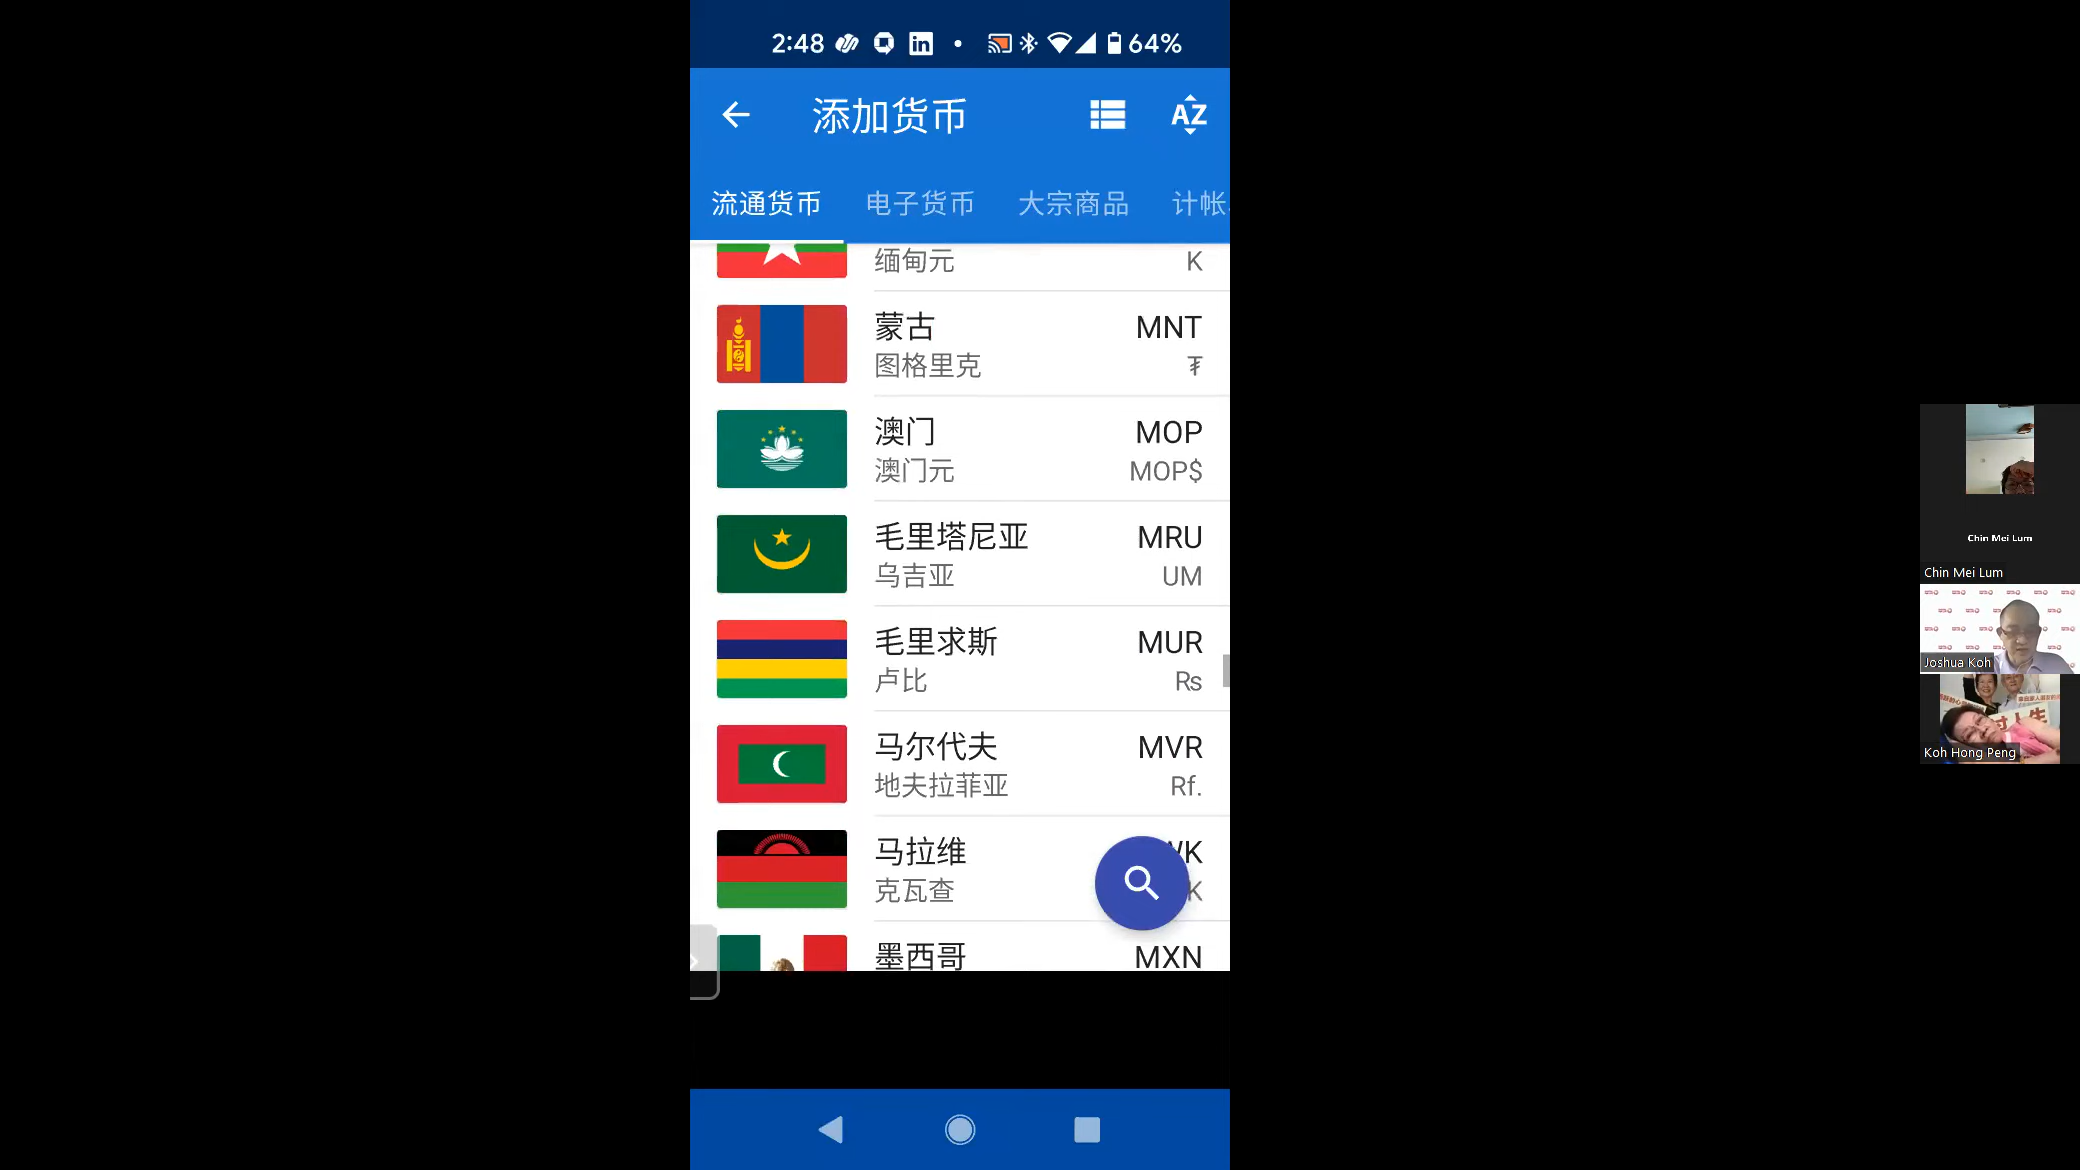 2:48
64%
添加货币
AZ
流通货币
电子货币
大宗商品
计帐
缅甸元
K
蒙古
MNT
图格里克
₮
澳门
MOP
澳门元
MOP$
毛里塔尼亚
MRU
乌吉亚
UM
毛里求斯
MUR
卢比
₨
马尔代夫
MVR
地夫拉菲亚
Rf.
马拉维
K
克瓦查
K
墨西哥
MXN
Chin Mei Lum
Chin Mei Lum
Joshua Koh
人生
Koh Hong Peng